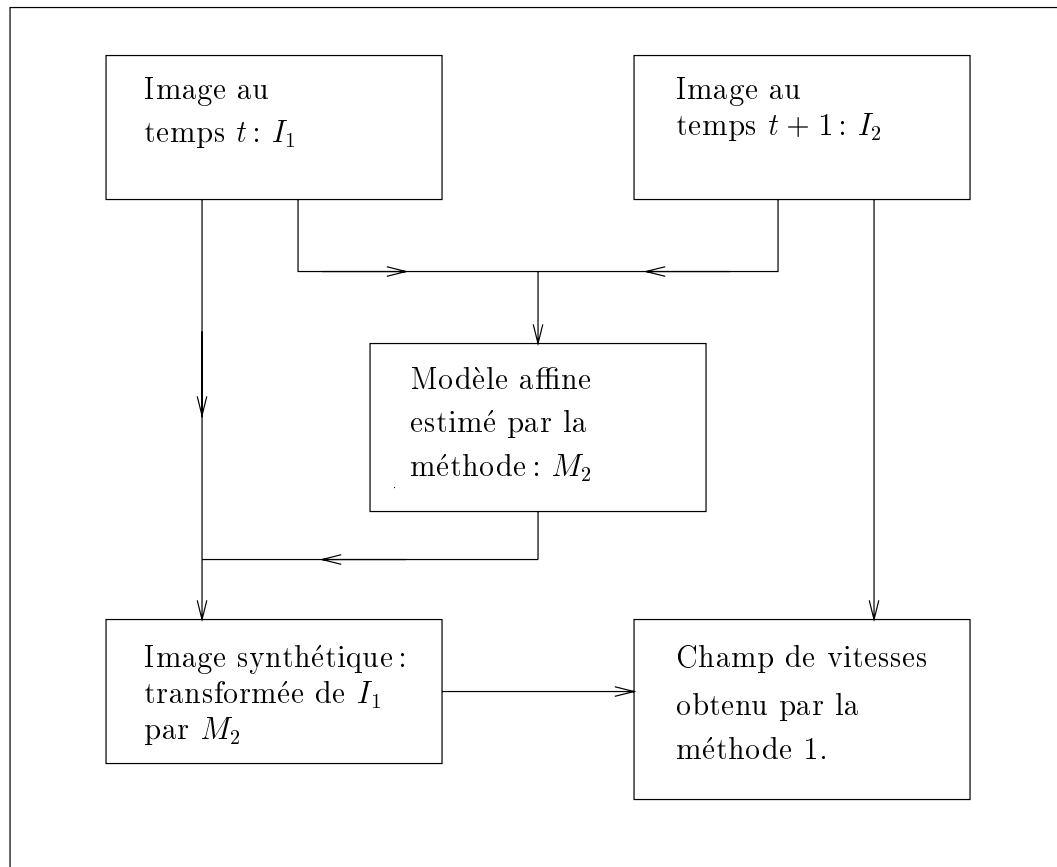 Image au
temps t : I₁
Image au
temps t + 1 : I₂
Modèle affine
estimé par la
méthode : M₂
Image synthétique :
transformée de I₁
par M₂
Champ de vitesses
obtenu par la
méthode 1.